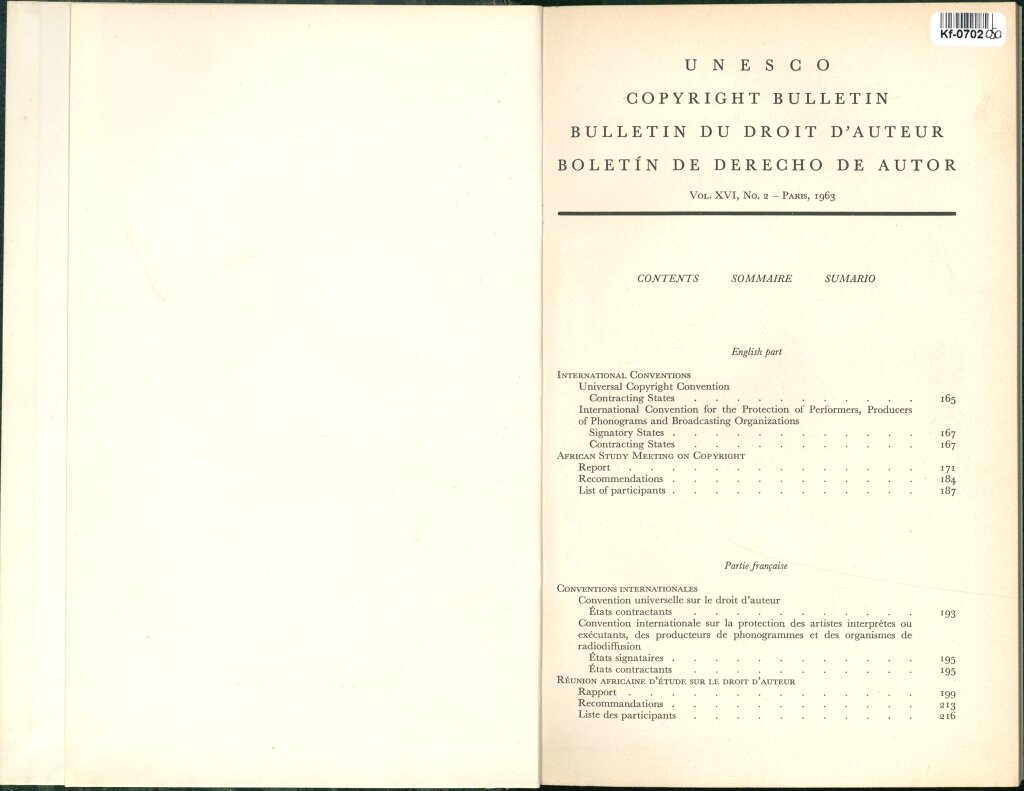 Kf-0702
U N E S C O
COPYRIGHT BULLETIN
BULLETIN DU DROIT D'AUTEUR
BOLETÍN DE DERECHO DE AUTOR
Vol. XVI, No. 2 – Paris, 1963
CONTENTS SOMMAIRE SUMARIO
English part
International Conventions
Universal Copyright Convention
Contracting States . . . . . . . . . . 165
International Convention for the Protection of Performers, Producers
of Phonograms and Broadcasting Organizations
Signatory States . . . . . . . . . . . 167
Contracting States . . . . . . . . . . 167
African Study Meeting on Copyright
Report . . . . . . . . . . . . . 171
Recommendations . . . . . . . . . . . 184
List of participants . . . . . . . . . . . 187
Partie française
Conventions internationales
Convention universelle sur le droit d'auteur
États contractants . . . . . . . . . . 193
Convention internationale sur la protection des artistes interprètes ou
exécutants, des producteurs de phonogrammes et des organismes de
radiodiffusion
États signataires . . . . . . . . . . . 195
États contractants . . . . . . . . . . 195
Réunion africaine d'étude sur le droit d'auteur
Rapport . . . . . . . . . . . . . 199
Recommandations . . . . . . . . . . . 213
Liste des participants . . . . . . . . . . 216